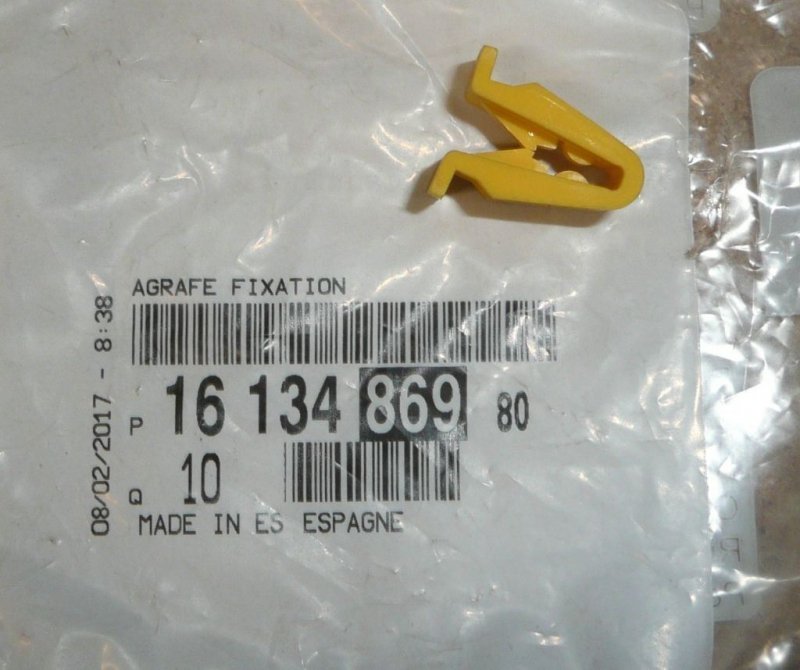 AGRAFE FIXATION
08/02/2017 - 8:38
P 16 134 869 80
Q 10
MADE IN ES ESPAGNE